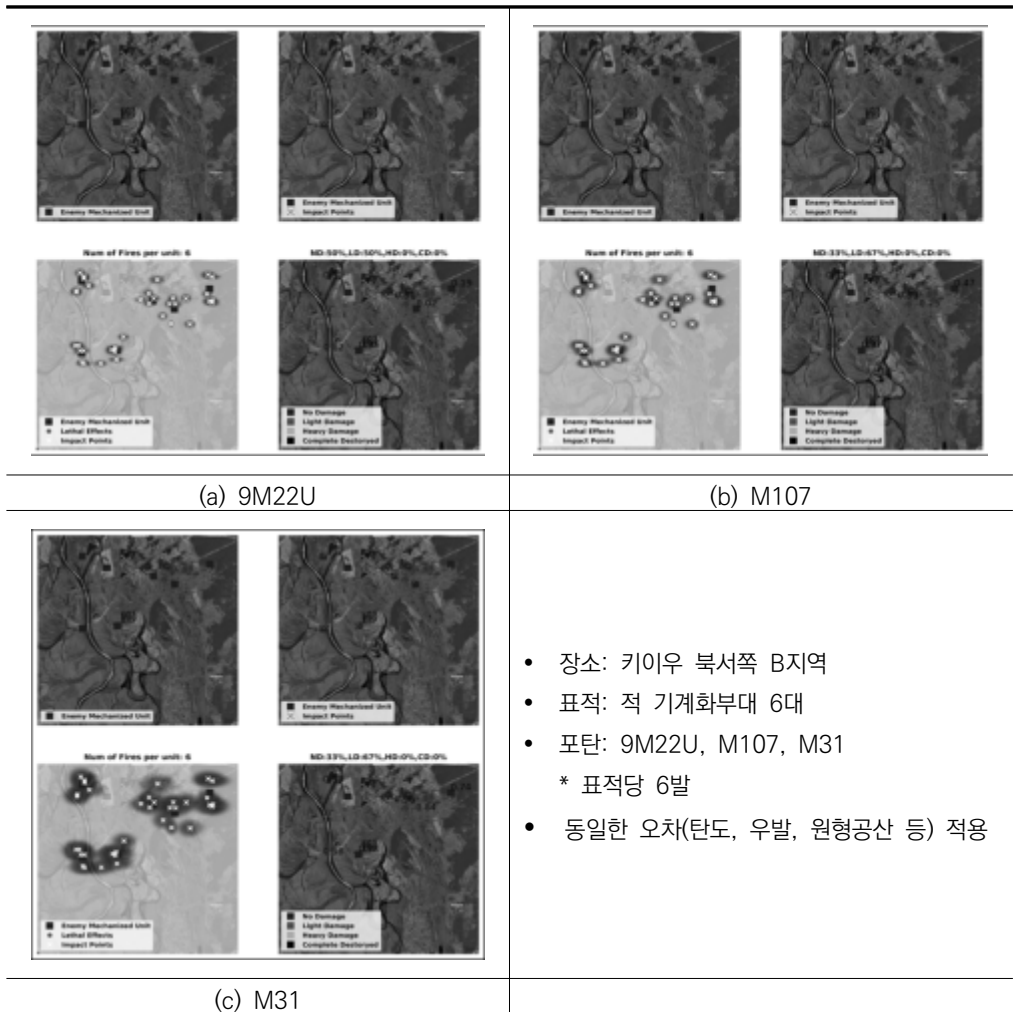 Enemy Mechanized Unit
Enemy Mechanized Unit
Impact Points
Num of Fires per unit: 6
ND:50%,LD:50%,HD:0%,CD:0%
Enemy Mechanized Unit
Lethal Effects
Impact Points
No Damage
Light Damage
Heavy Damage
Complete Destoryed
(a) 9M22U
Enemy Mechanized Unit
Enemy Mechanized Unit
Impact Points
Num of Fires per unit: 6
ND:33%,LD:67%,HD:0%,CD:0%
Enemy Mechanized Unit
Lethal Effects
Impact Points
No Damage
Light Damage
Heavy Damage
Complete Destoryed
(b) M107
Enemy Mechanized Unit
Enemy Mechanized Unit
Impact Points
Num of Fires per unit: 6
ND:33%,LD:67%,HD:0%,CD:0%
Enemy Mechanized Unit
Lethal Effects
Impact Points
No Damage
Light Damage
Heavy Damage
Complete Destoryed
(c) M31
• 장소: 키이우 북서쪽 B지역
• 표적: 적 기계화부대 6대
• 포탄: 9M22U, M107, M31
* 표적당 6발
• 동일한 오차(탄도, 우발, 원형공산 등) 적용